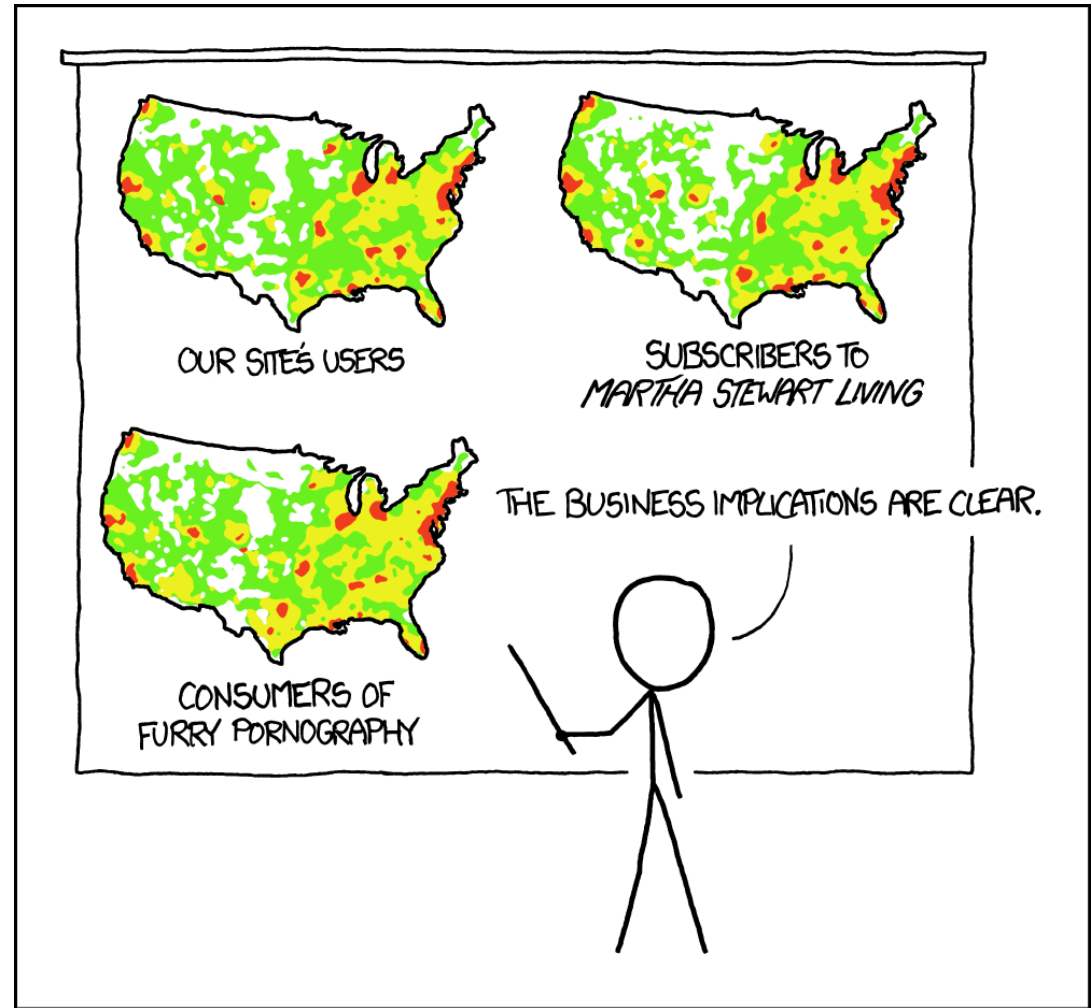 OUR SITE'S USERS
SUBSCRIBERS TO
MARTHA STEWART LIVING
CONSUMERS OF
FURRY PORNOGRAPHY
THE BUSINESS IMPLICATIONS ARE CLEAR.